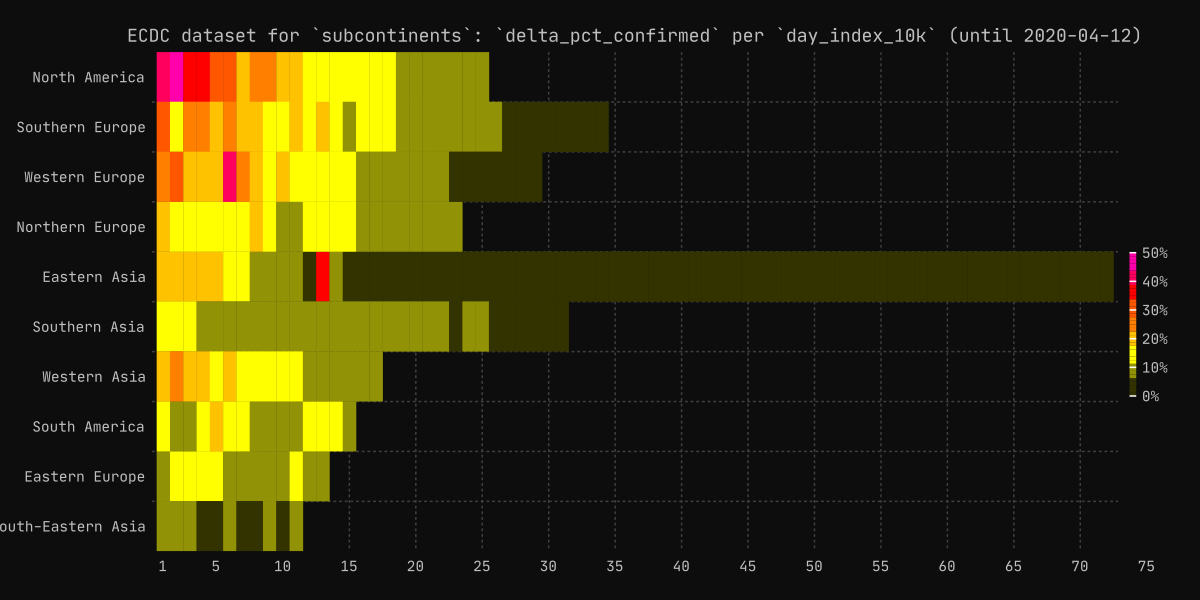 ECDC dataset for `subcontinents`: `delta_pct_confirmed` per `day_index_10k` (until 2020-04-12)
North America
Southern Europe
Western Europe
Northern Europe
Eastern Asia
Southern Asia
Western Asia
South America
Eastern Europe
outh-Eastern Asia
50%
40%
30%
20%
10%
0%
1 5 10 15 20 25 30 35 40 45 50 55 60 65 70 75